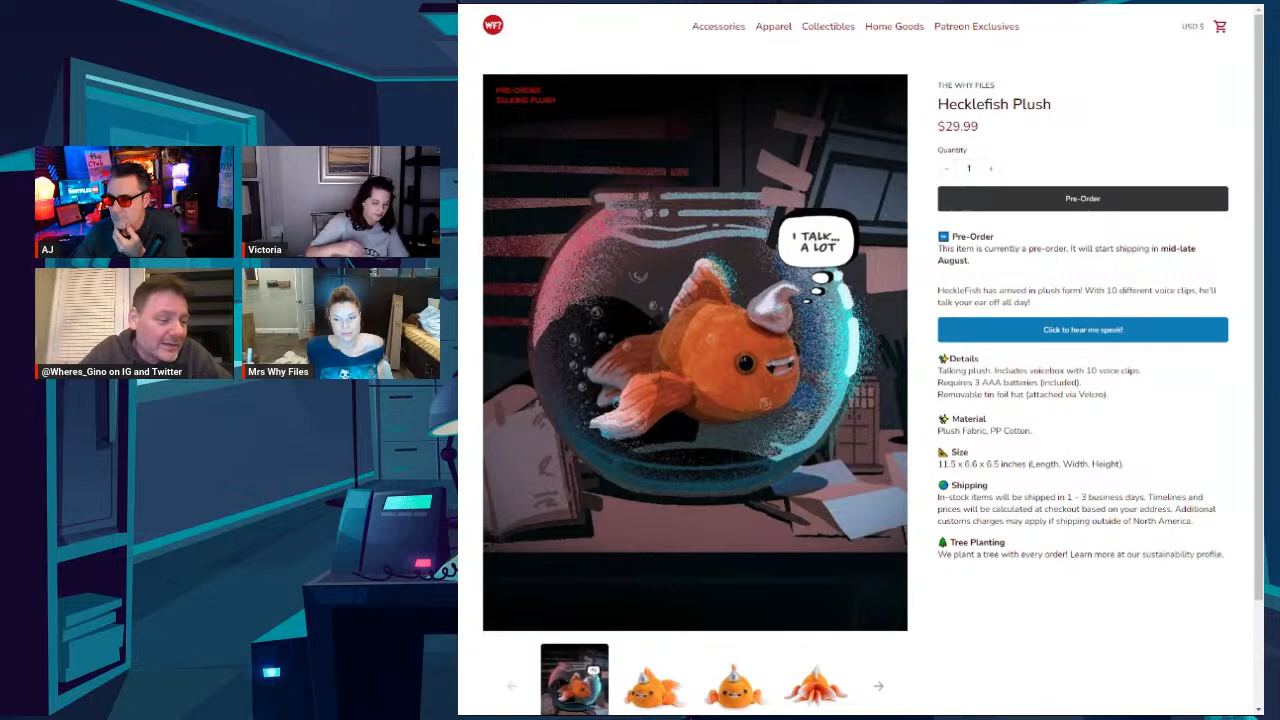 WF?
Accessories Apparel Collectibles Home Goods Patreon Exclusives
USD $
PRE-ORDER
TALKING PLUSH
I TALK...
A LOT
THE WHY FILES
Hecklefish Plush
$29.99
Quantity
- 1 +
Pre-Order
Pre-Order
This item is currently a pre-order. It will start shipping in mid-late
August.
HeckleFish has arrived in plush form! With 10 different voice clips, he'll
talk your ear off all day!
Click to hear me speak!
Details
Talking plush. Includes voicebox with 10 voice clips.
Requires 3 AAA batteries (included).
Removable tin foil hat (attached via Velcro).
Material
Plush Fabric, PP Cotton.
Size
11.5 x 6.6 x 6.5 inches (Length, Width, Height).
Shipping
In-stock items will be shipped in 1 - 3 business days. Timelines and
prices will be calculated at checkout based on your address. Additional
customs charges may apply if shipping outside of North America.
Tree Planting
We plant a tree with every order! Learn more at our sustainability profile.
AJ
Victoria
@Wheres_Gino on IG and Twitter
Mrs Why Files